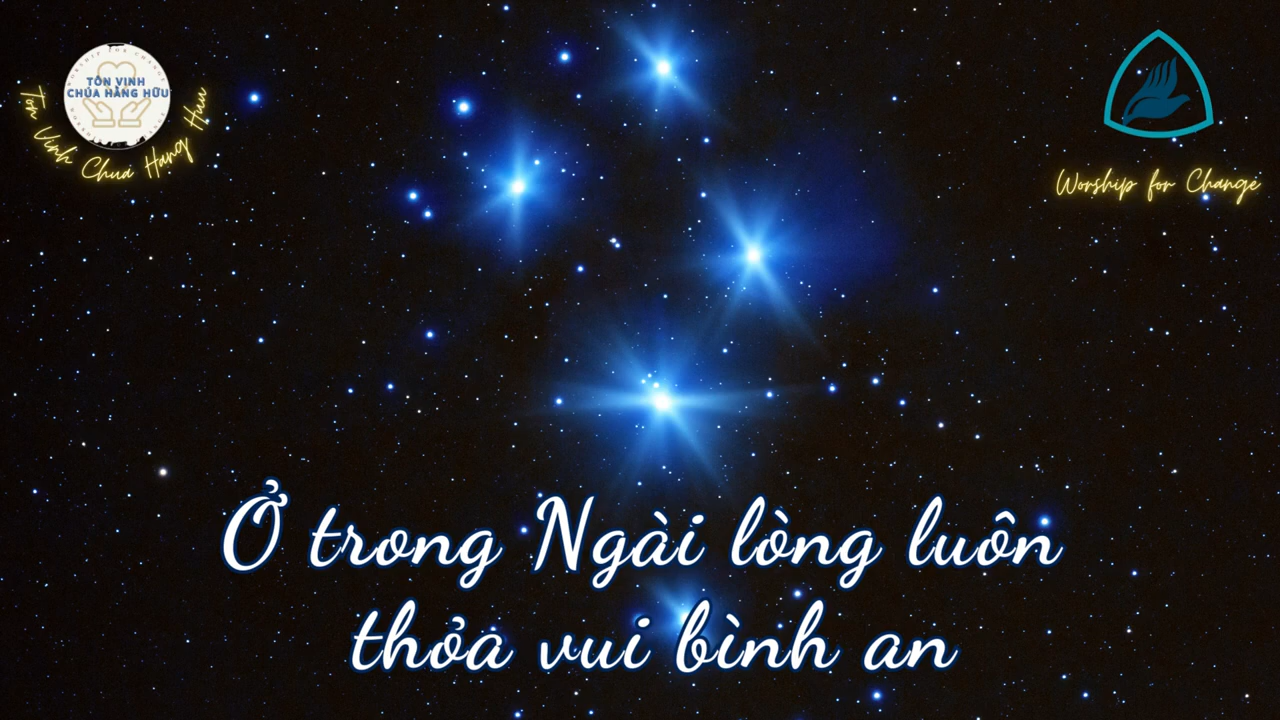 TÔN VINH
CHÚA HẰNG HỮU
Tôn Vinh Chúa Hằng Hữu
Worship for Change
Ở trong Ngài lòng luôn
thỏa vui bình an